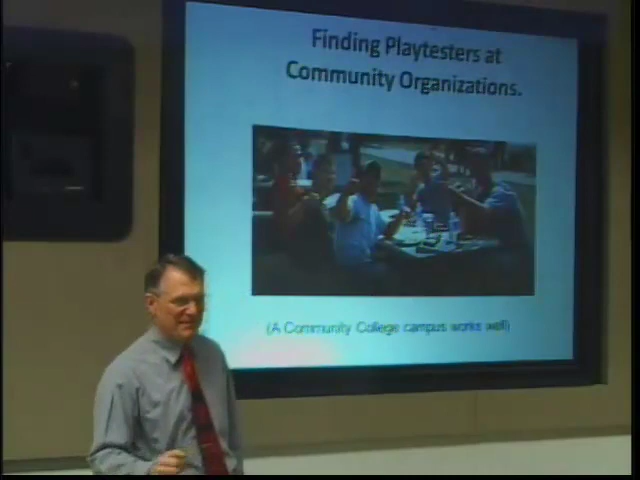 Finding Playtesters at
Community Organizations.
(A Community College campus works well)